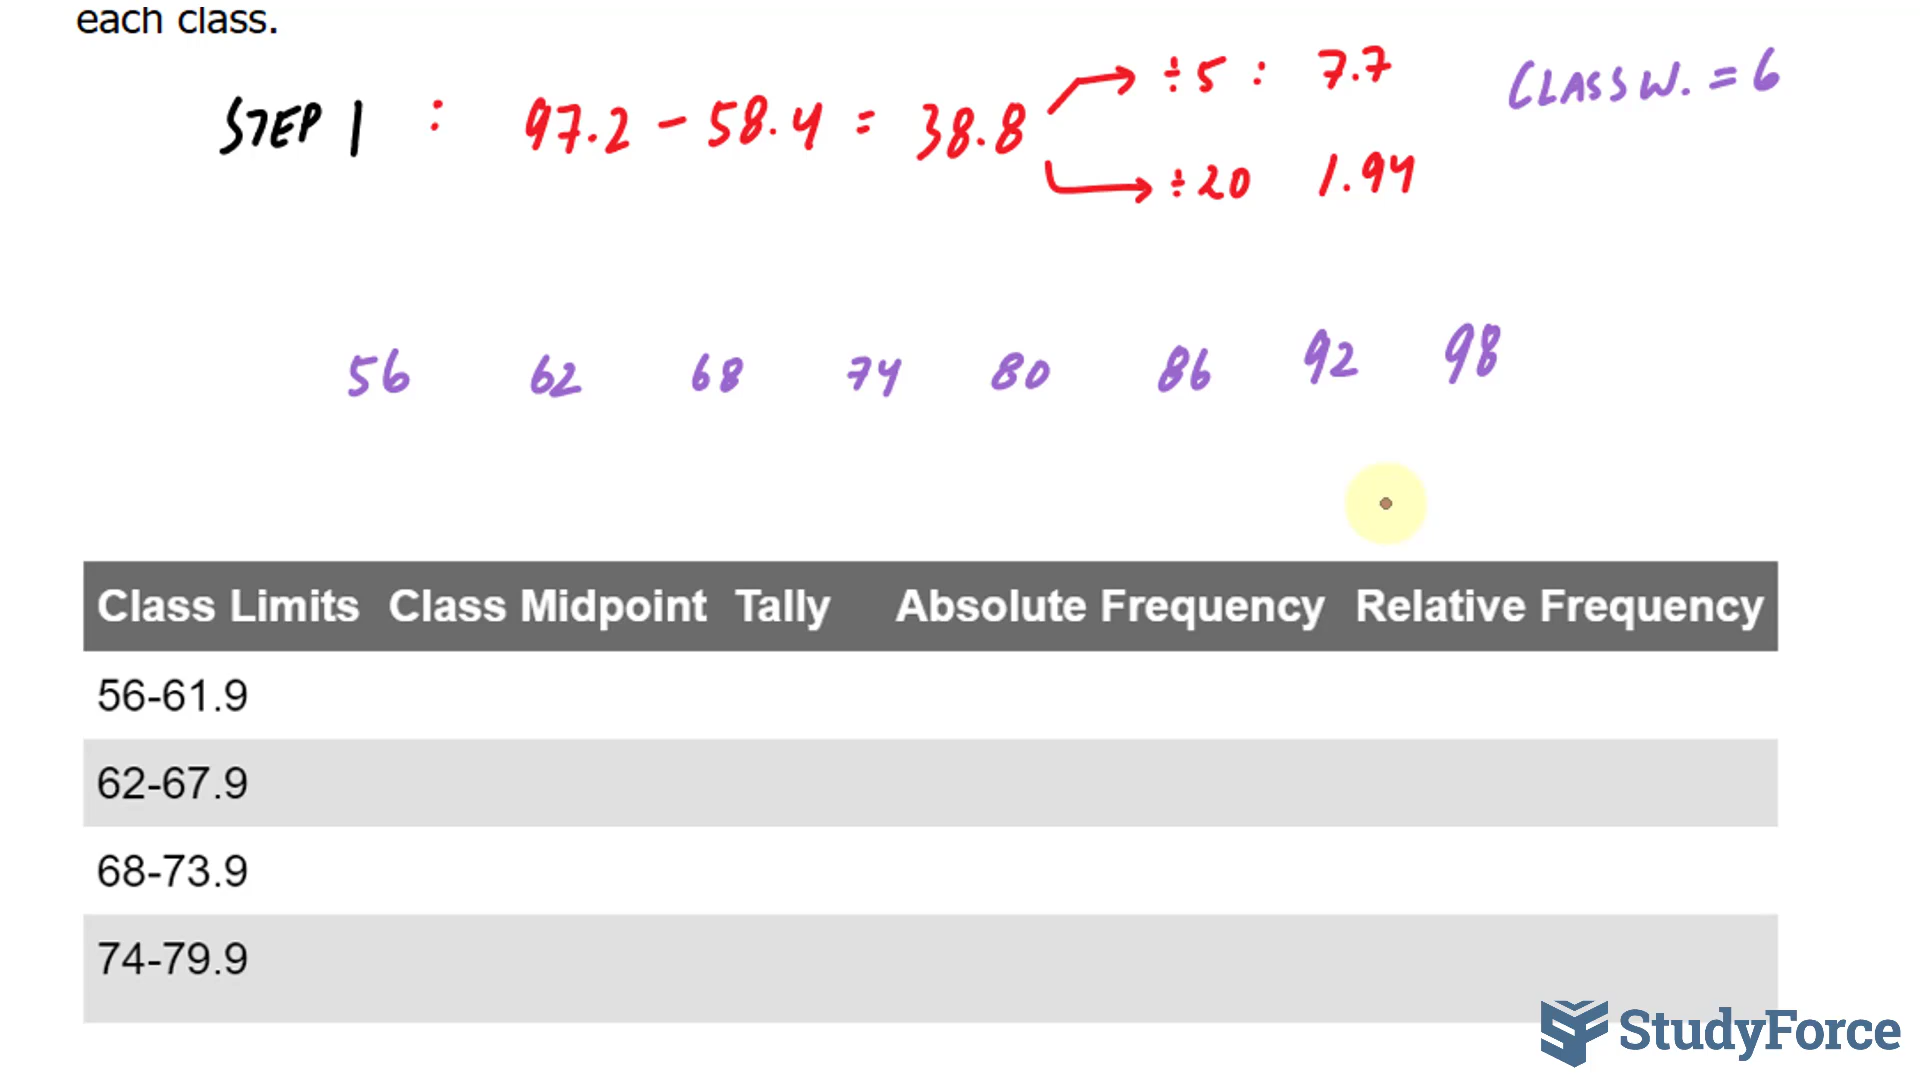 each class.
STEP 1 : 97.2 - 58.4 = 38.8
÷5 : 7.7
÷20 1.94
CLASS W. = 6
56 62 68 74 80 86 92 98
Class Limits Class Midpoint Tally Absolute Frequency Relative Frequency
56-61.9
62-67.9
68-73.9
74-79.9
StudyForce